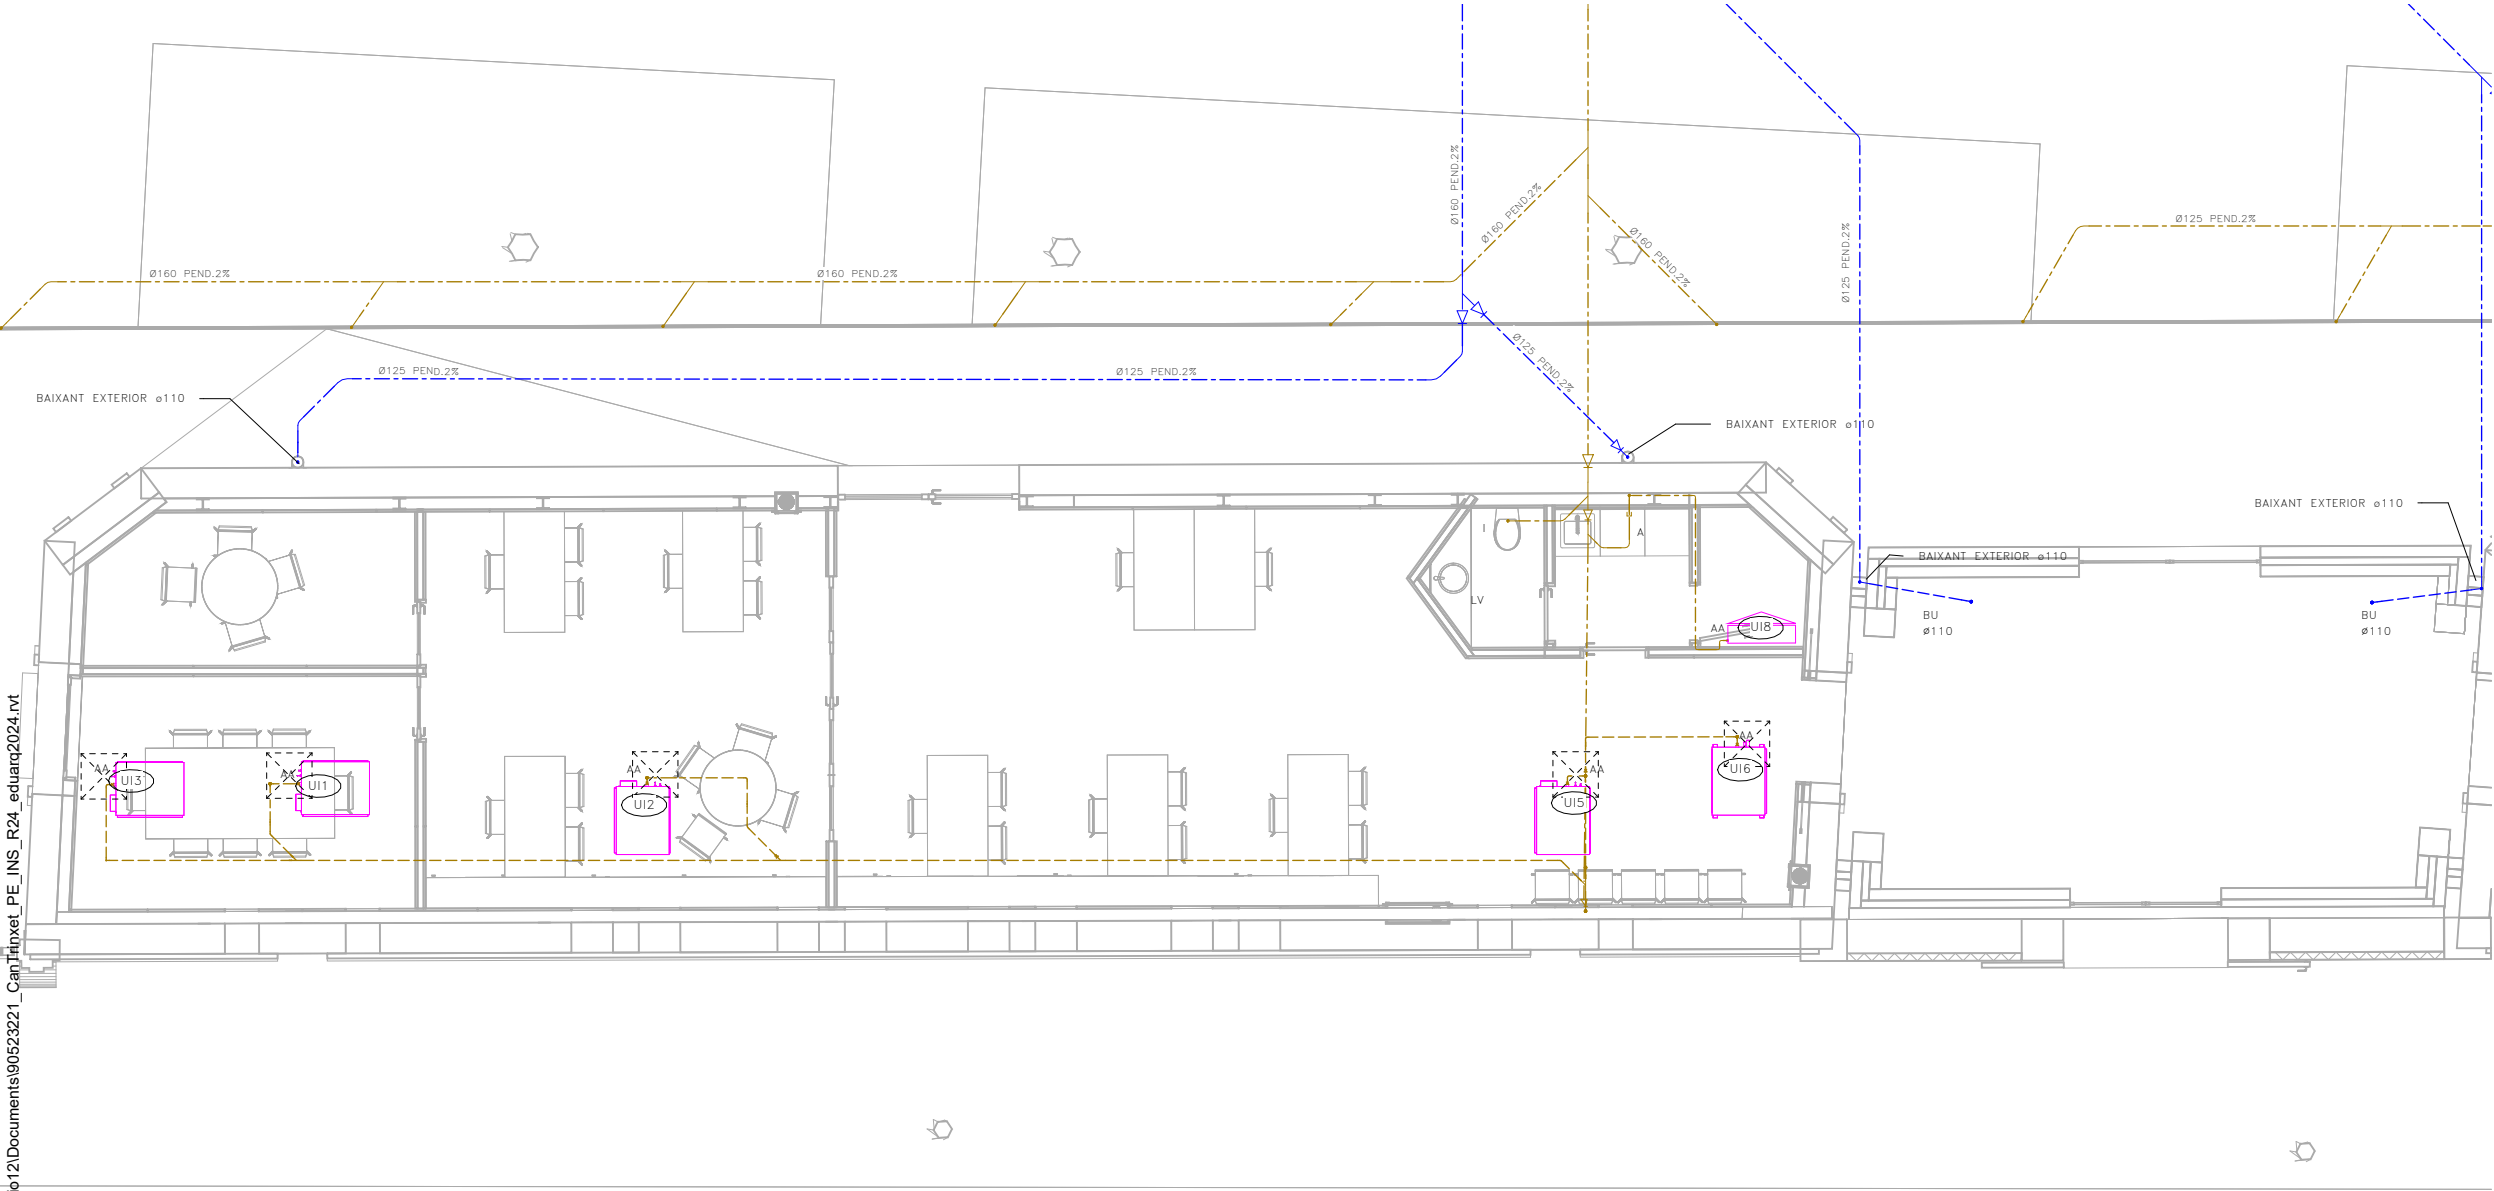 Ø160 PEND.2%
Ø160 PEND.2%
Ø160 PEND.2%
Ø125 PEND.2%
Ø125 PEND.2%
Ø160 PEND.2%
Ø160 PEND.2%
Ø125 PEND.2%
Ø125 PEND.2%
Ø125 PEND.2%
BAIXANT EXTERIOR ø110
BAIXANT EXTERIOR ø110
BAIXANT EXTERIOR ø110
BAIXANT EXTERIOR ø110
I
A
LV
AA
UI8
BU
Ø110
BU
Ø110
AA
UI3
AA
UI1
AA
UI2
AA
UI5
AA
UI6
io12\Documents\90523221_CanTrinxet_PE_INS_R24_eduarq2024.rvt